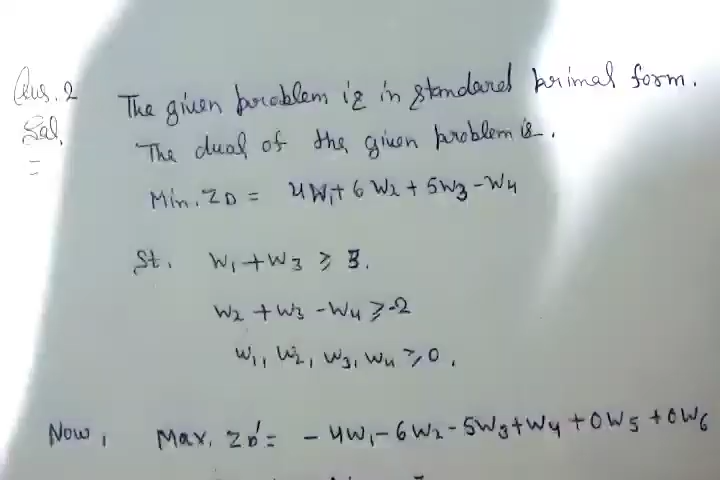 Ques. 2 The given problem is in standard primal form.
Sol. The dual of the given problem is.
=
Min. ZD = 4W1 + 6W2 + 5W3 - W4
St. W1 + W3 ≥ 3.
W2 + W3 - W4 ≥ -2
W1, W2, W3, W4 ≥ 0.
Now, Max. ZD' = - 4W1 - 6W2 - 5W3 + W4 + 0W5 + 0W6